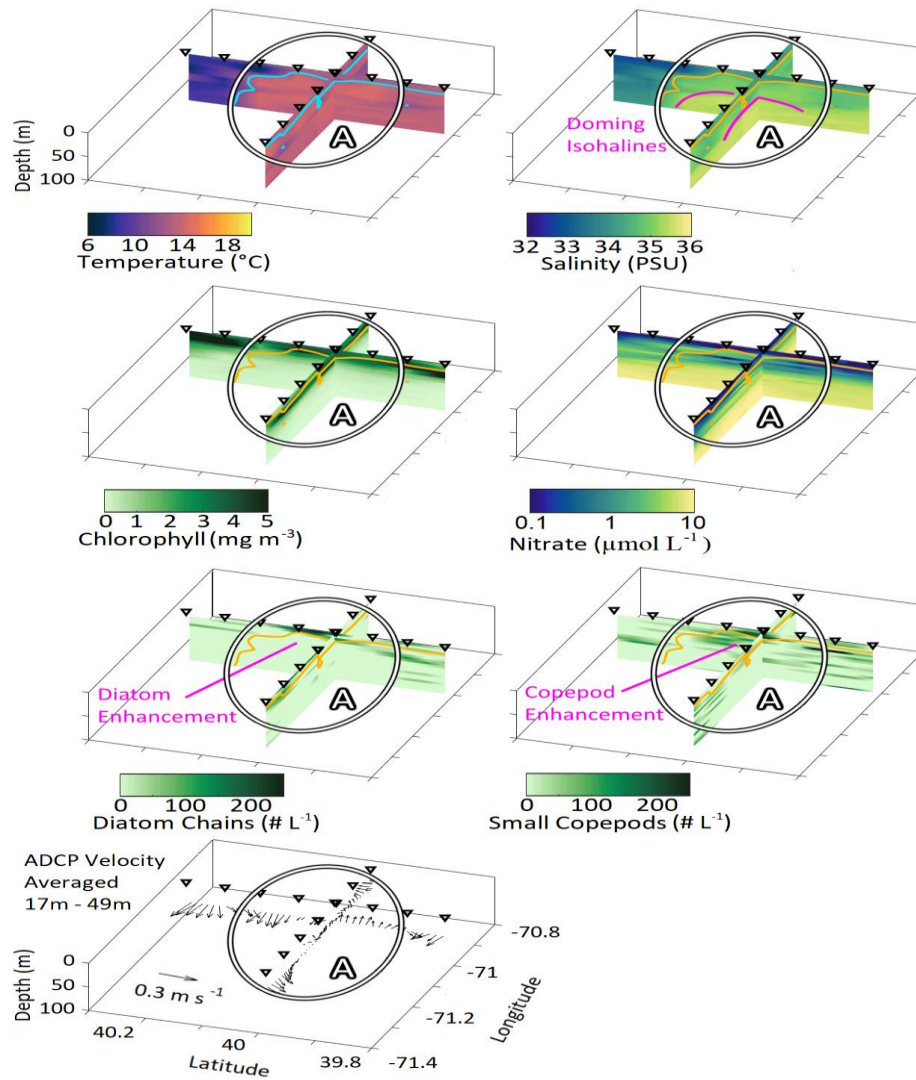 A
Depth (m)
0
50
100
6 10 14 18
Temperature (°C)
Doming
Isohalines
A
32 33 34 35 36
Salinity (PSU)
A
0 1 2 3 4 5
Chlorophyll (mg m⁻³)
A
0.1 1 10
Nitrate (μmol L⁻¹)
Diatom
Enhancement
A
0 100 200
Diatom Chains (# L⁻¹)
Copepod
Enhancement
A
0 100 200
Small Copepods (# L⁻¹)
ADCP Velocity
Averaged
17m - 49m
A
Depth (m)
0
50
100
0.3 m s⁻¹
40.2 40 39.8
Latitude
-71.4 -71.2 -71 -70.8
Longitude